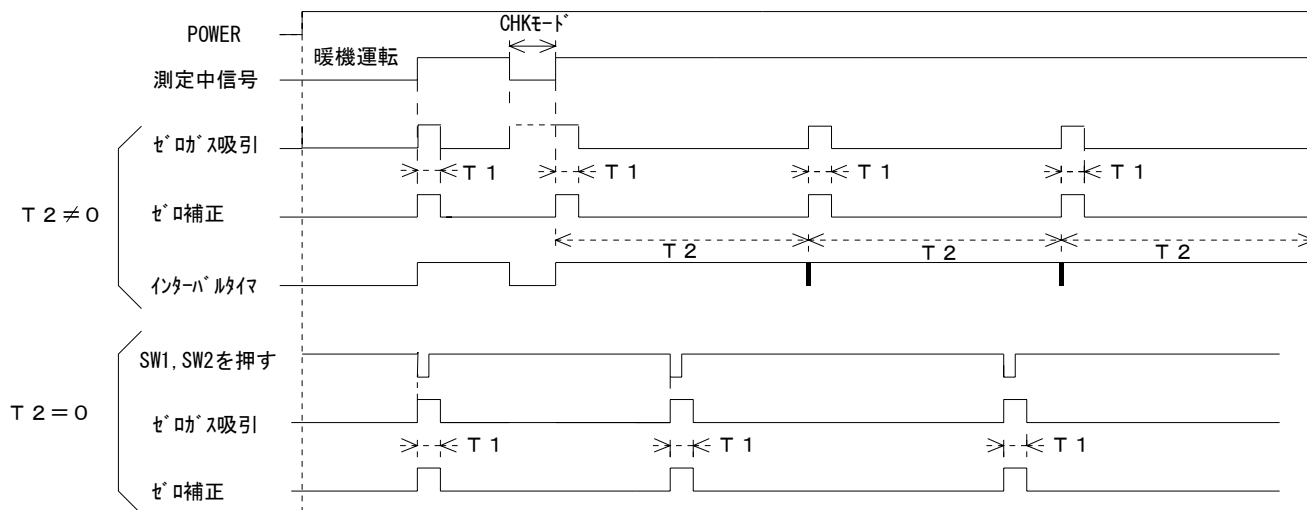 CHKﾓｰﾄﾞ
POWER
暖機運転
測定中信号
ｾﾞﾛｶﾞｽ吸引
Ｔ１ Ｔ１ Ｔ１ Ｔ１
Ｔ２≠０
ｾﾞﾛ補正
Ｔ２ Ｔ２ Ｔ２
ｲﾝﾀｰﾊﾞﾙﾀｲﾏ
SW1,SW2を押す
Ｔ２＝０
ｾﾞﾛｶﾞｽ吸引
Ｔ１ Ｔ１ Ｔ１
ｾﾞﾛ補正